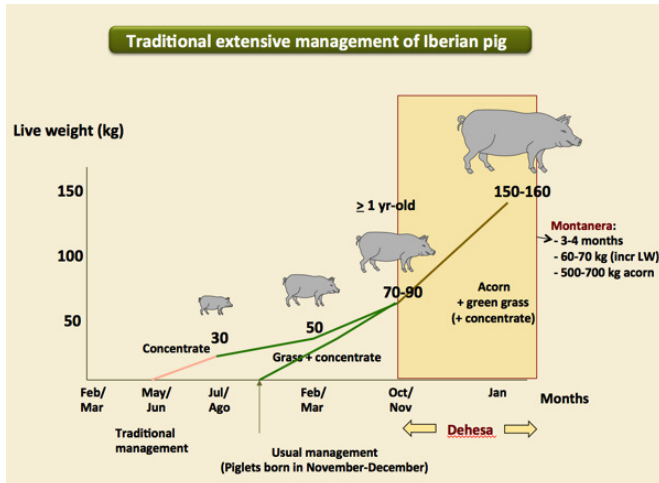 Traditional extensive management of Iberian pig
Live weight (kg)
150
100
50
150-160
≥ 1 yr-old
70-90
50
30
Concentrate
Grass + concentrate
Acorn
+ green grass
(+ concentrate)
Montanera:
- 3-4 months
- 60-70 kg (incr LW)
- 500-700 kg acorn
Feb/
Mar
May/
Jun
Jul/
Ago
Feb/
Mar
Oct/
Nov
Jan
Months
Traditional
management
Dehesa
Usual management
(Piglets born in November-December)